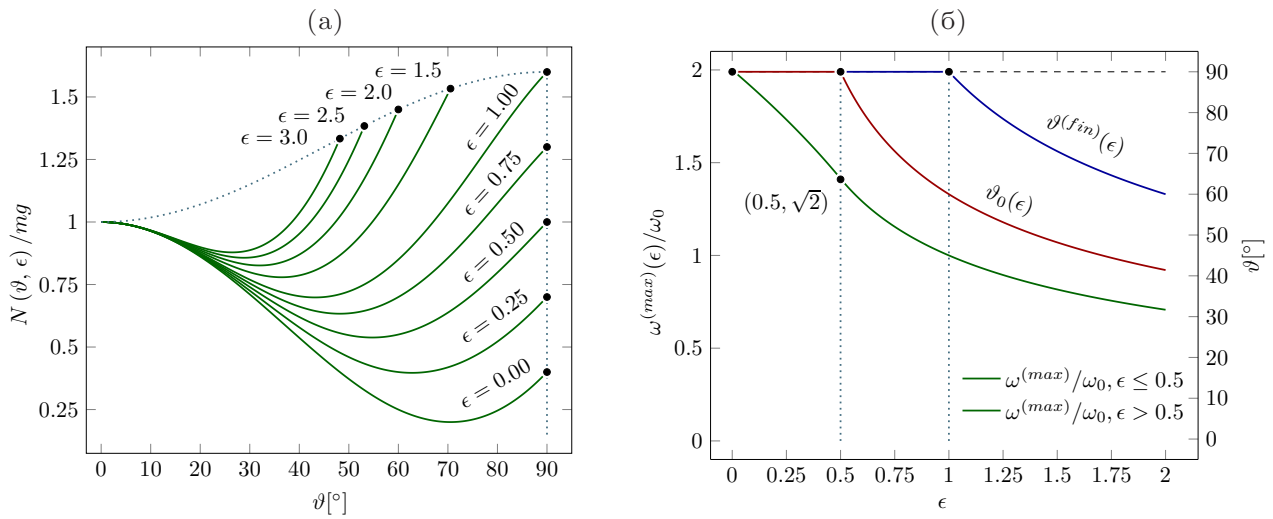 (а)
N (ϑ, ϵ) /mg
1.5
1.25
1
0.75
0.5
0.25
ϵ = 1.5
ϵ = 2.0
ϵ = 2.5
ϵ = 3.0
ϵ = 1.00
ϵ = 0.75
ϵ = 0.50
ϵ = 0.25
ϵ = 0.00
0 10 20 30 40 50 60 70 80 90
ϑ[°]
(б)
ω^{(max)}(ϵ)/ω₀
2
1.5
1
0.5
0
ϑ^{(fin)}(ϵ)
ϑ₀(ϵ)
(0.5, √2)
ω^{(max)}/ω₀, ϵ ≤ 0.5
ω^{(max)}/ω₀, ϵ > 0.5
90
80
70
60
50
40
30
20
10
0
ϑ[°]
0 0.25 0.5 0.75 1 1.25 1.5 1.75 2
ϵ